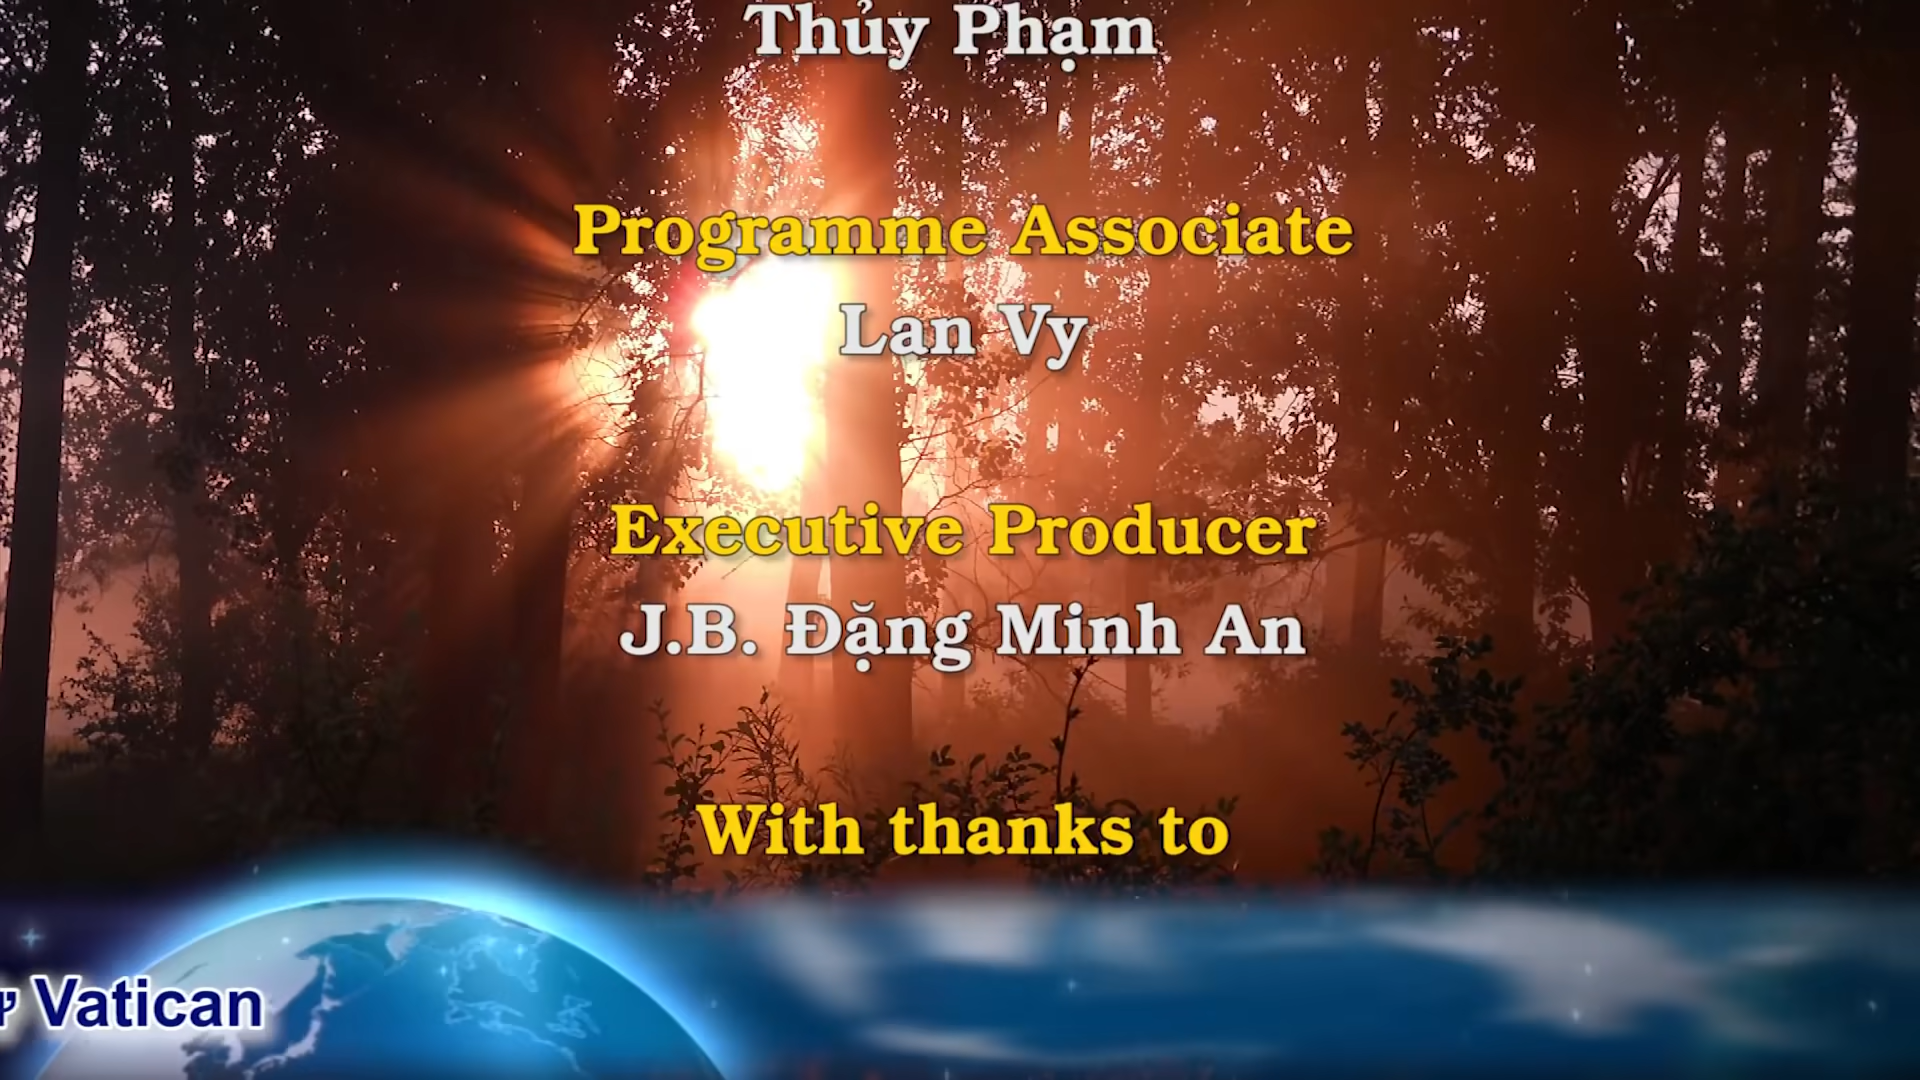 Thủy Phạm
Programme Associate
Lan Vy
Executive Producer
J.B. Đặng Minh An
With thanks to
Vatican